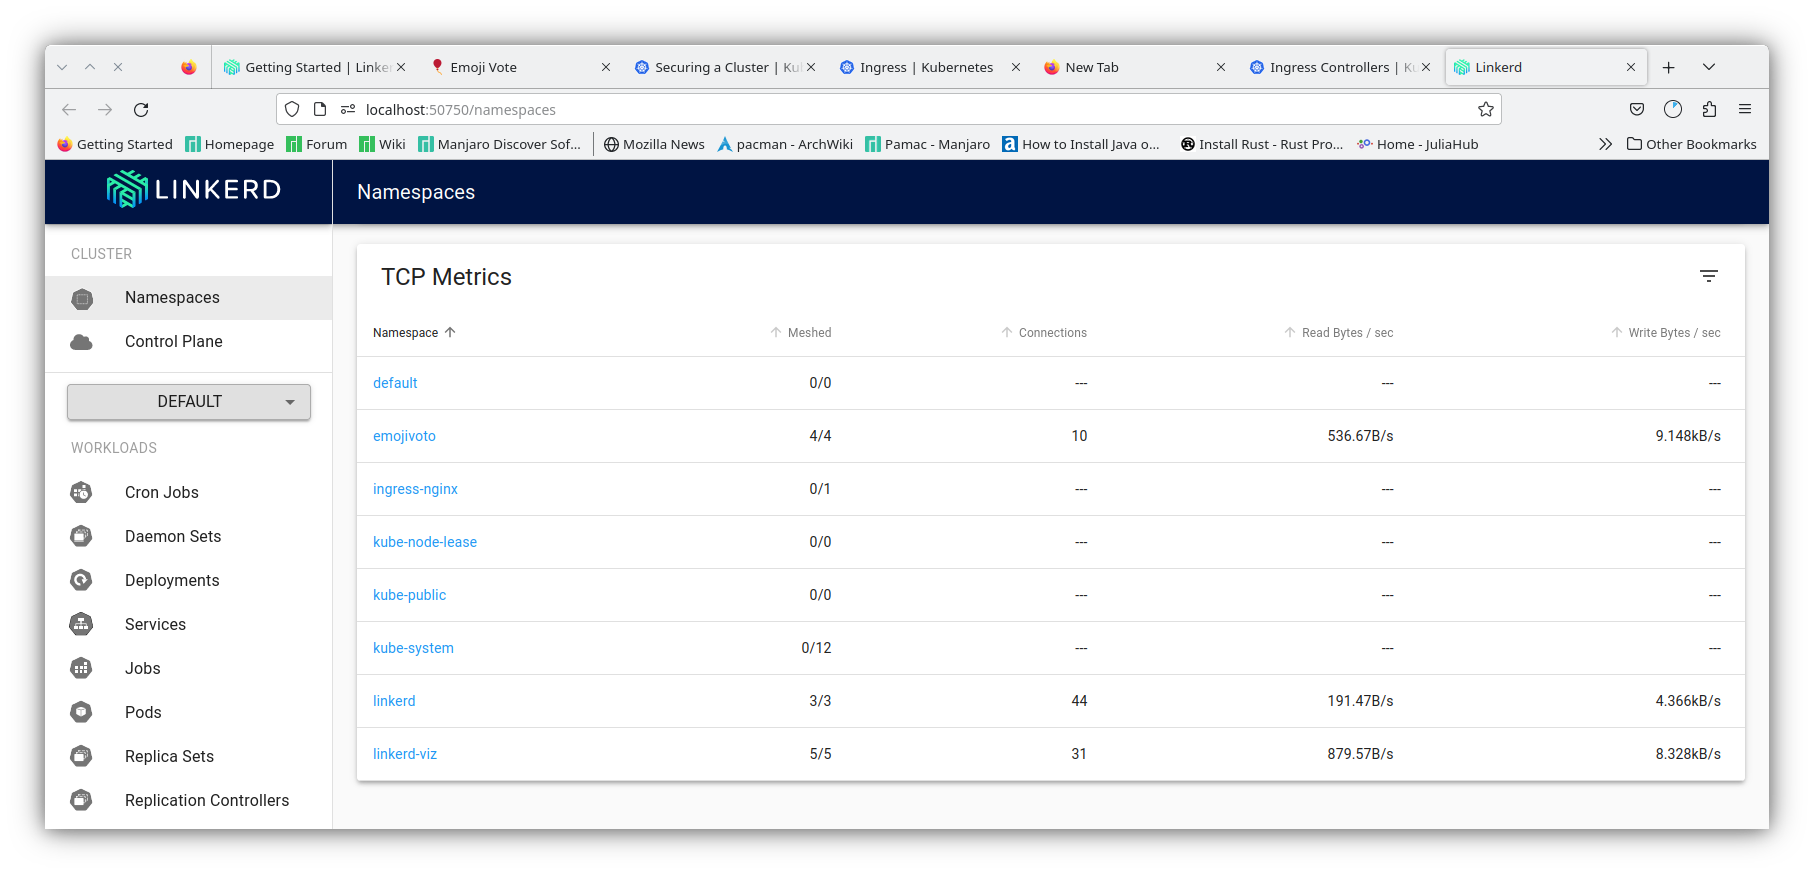 Getting Started | Linke
Emoji Vote
Securing a Cluster | Ku
Ingress | Kubernetes
New Tab
Ingress Controllers | Ku
Linkerd
localhost:50750/namespaces
Getting Started
Homepage
Forum
Wiki
Manjaro Discover Sof...
Mozilla News
pacman - ArchWiki
Pamac - Manjaro
How to Install Java o...
Install Rust - Rust Pro...
Home - JuliaHub
Other Bookmarks
LINKERD
Namespaces
CLUSTER
Namespaces
Control Plane
DEFAULT
WORKLOADS
Cron Jobs
Daemon Sets
Deployments
Services
Jobs
Pods
Replica Sets
Replication Controllers
TCP Metrics
Namespace Meshed Connections Read Bytes / sec Write Bytes / sec
default 0/0 --- --- ---
emojivoto 4/4 10 536.67B/s 9.148kB/s
ingress-nginx 0/1 --- --- ---
kube-node-lease 0/0 --- --- ---
kube-public 0/0 --- --- ---
kube-system 0/12 --- --- ---
linkerd 3/3 44 191.47B/s 4.366kB/s
linkerd-viz 5/5 31 879.57B/s 8.328kB/s